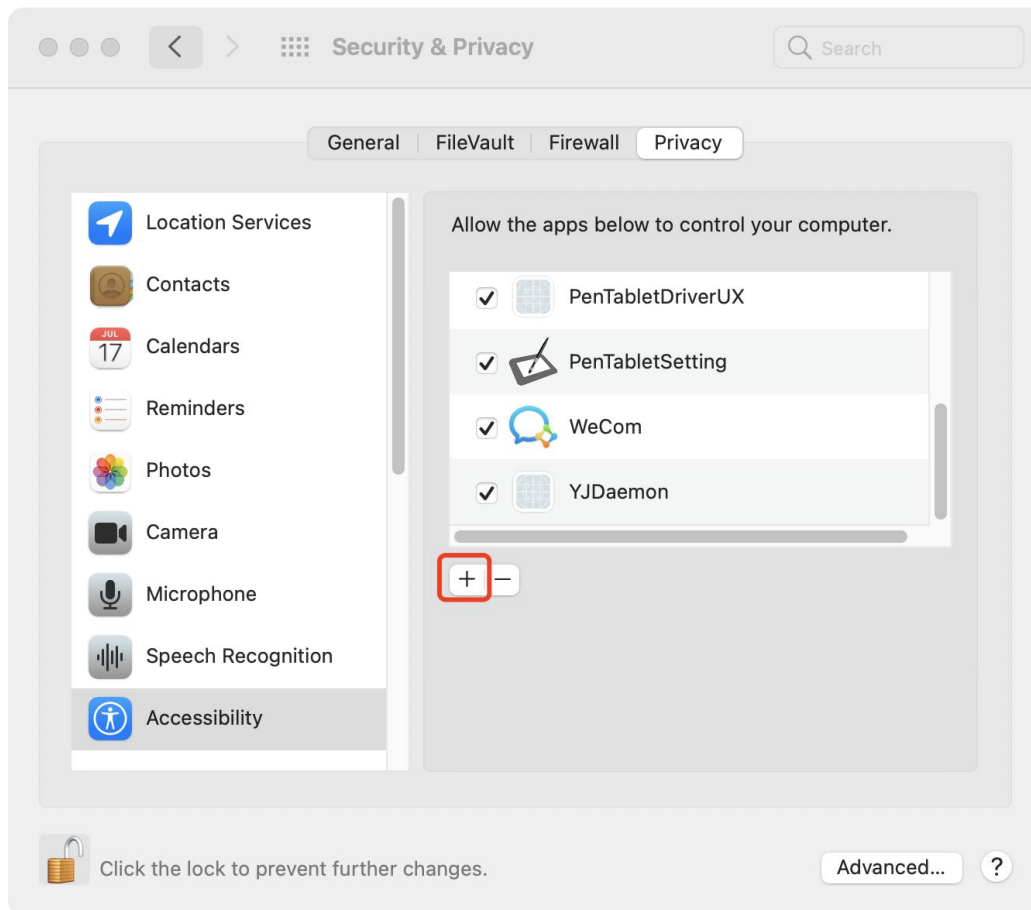 Security & Privacy
Search
General
FileVault
Firewall
Privacy
Location Services
Contacts
JUL
17
Calendars
Reminders
Photos
Camera
Microphone
Speech Recognition
Accessibility
Allow the apps below to control your computer.
PenTabletDriverUX
PenTabletSetting
WeCom
YJDaemon
+
−
Click the lock to prevent further changes.
Advanced...
?